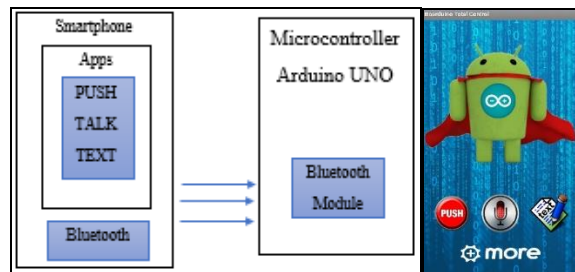 Smartphone
Apps
PUSH
TALK
TEXT
Bluetooth
Microcontroller
Arduino UNO
Bluetooth
Module
PUSH
more